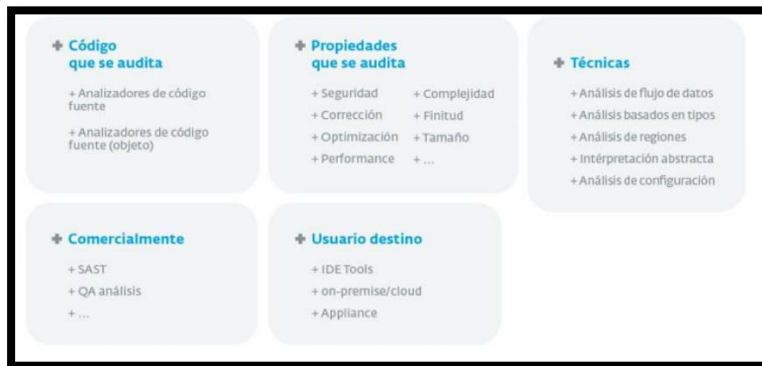 + Código
que se audita
+ Analizadores de código
fuente
+ Analizadores de código
fuente (objeto)
+ Propiedades
que se audita
+ Seguridad
+ Corrección
+ Optimización
+ Performance
+ Complejidad
+ Finitud
+ Tamaño
+ ...
+ Técnicas
+ Análisis de flujo de datos
+ Análisis basados en tipos
+ Análisis de regiones
+ Intérpretación abstracta
+ Análisis de configuración
+ Comercialmente
+ SAST
+ QA análisis
+ ...
+ Usuario destino
+ IDE Tools
+ on-premise/cloud
+ Appliance